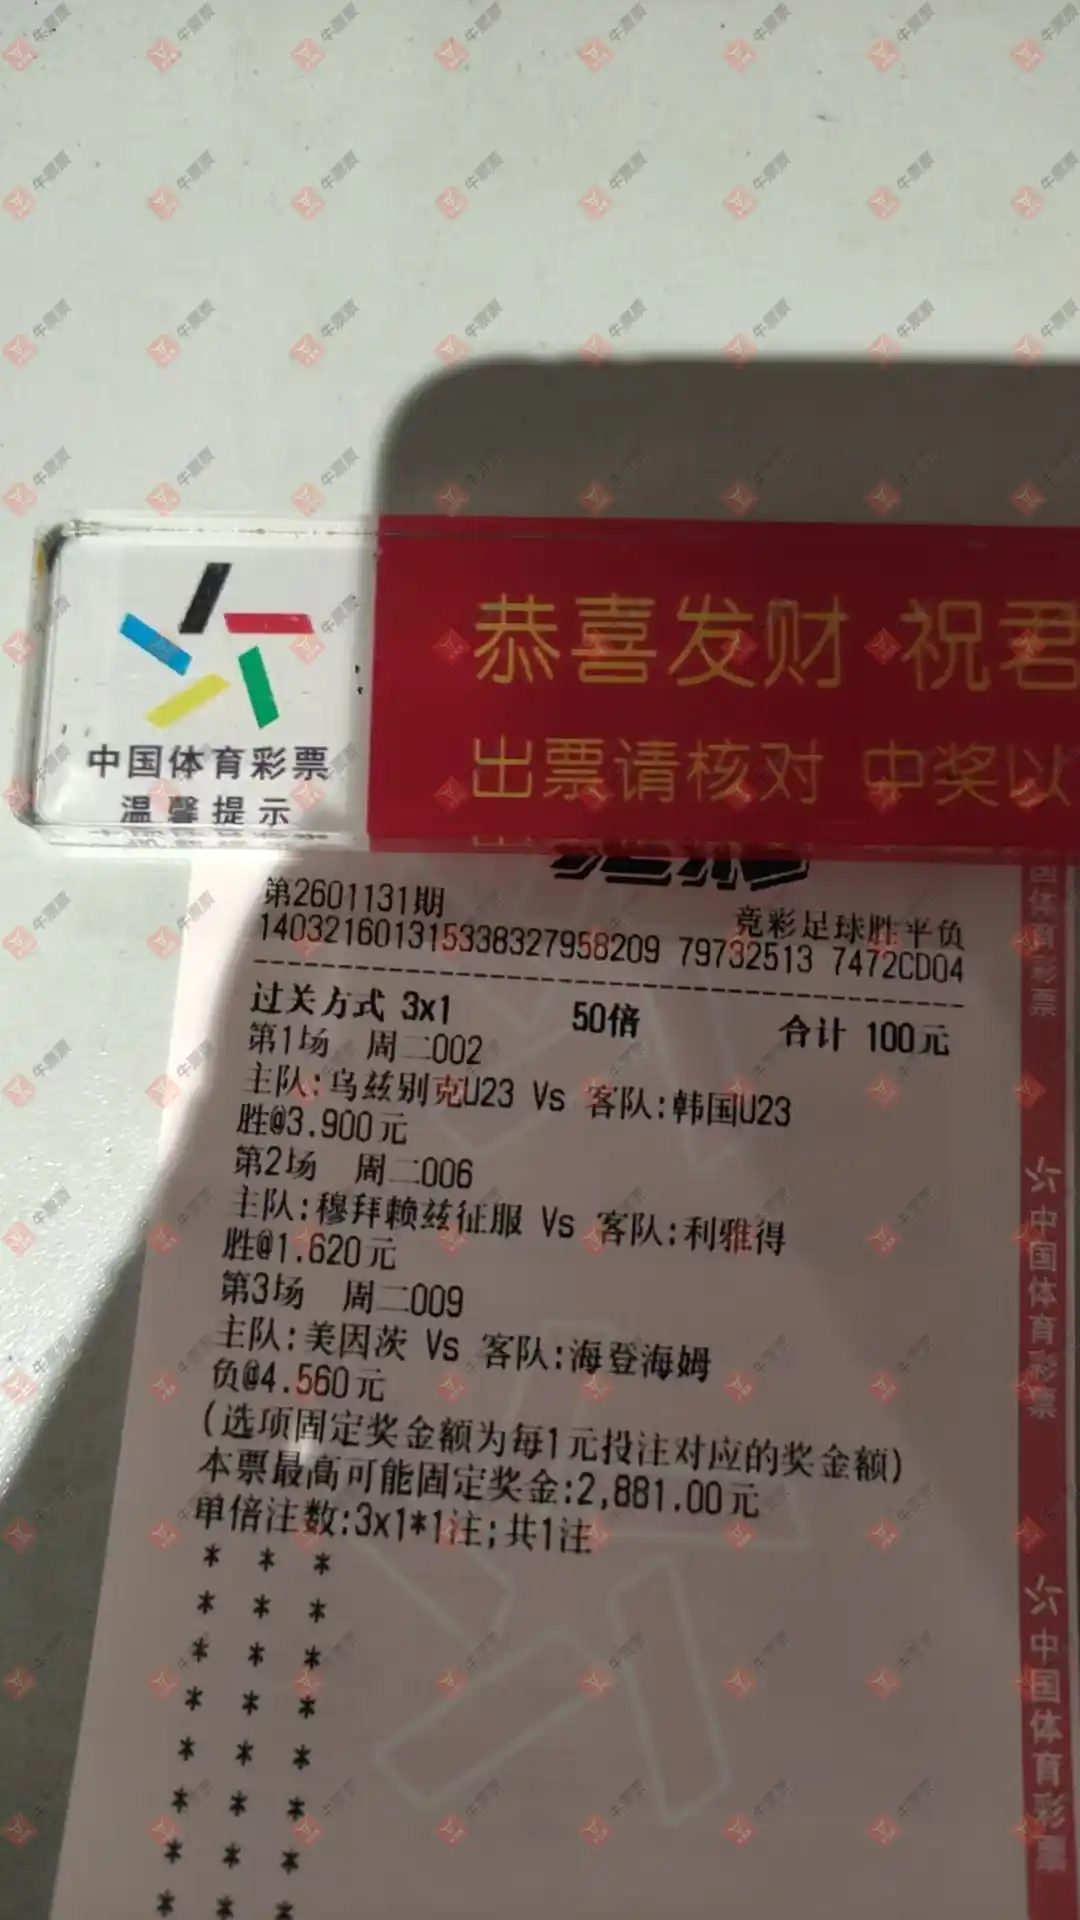 中国体育彩票
温馨提示
恭喜发财 祝君
出票请核对 中奖以
第2601131期
竞彩足球胜平负
140321601315338327958209 79732513 7472CD04
过关方式 3x1 50倍 合计 100元
第1场 周二002
主队:乌兹别克U23 Vs 客队:韩国U23
胜@3.900元
第2场 周二006
主队:穆拜赖兹征服 Vs 客队:利雅得
胜@1.620元
第3场 周二009
主队:美因茨 Vs 客队:海登海姆
负@4.560元
(选项固定奖金额为每1元投注对应的奖金额)
本票最高可能固定奖金:2,881.00元
单倍注数:3x1*1注;共1注
* * *
* * *
* * *
* * *
* * *
* * *
* * *
* * *
国体育彩票
中国体育彩票
中国体育彩票
牛票票